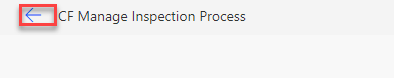 CF Manage Inspection Process